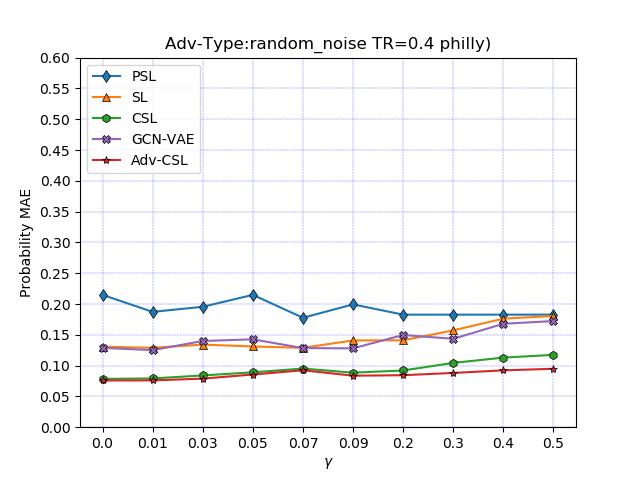 Adv-Type:random_noise TR=0.4 philly)
0.60
0.55
0.50
0.45
0.40
0.35
0.30
0.25
0.20
0.15
0.10
0.05
0.00
Probability MAE
PSL
SL
CSL
GCN-VAE
Adv-CSL
0.0 0.01 0.03 0.05 0.07 0.09 0.2 0.3 0.4 0.5
γ